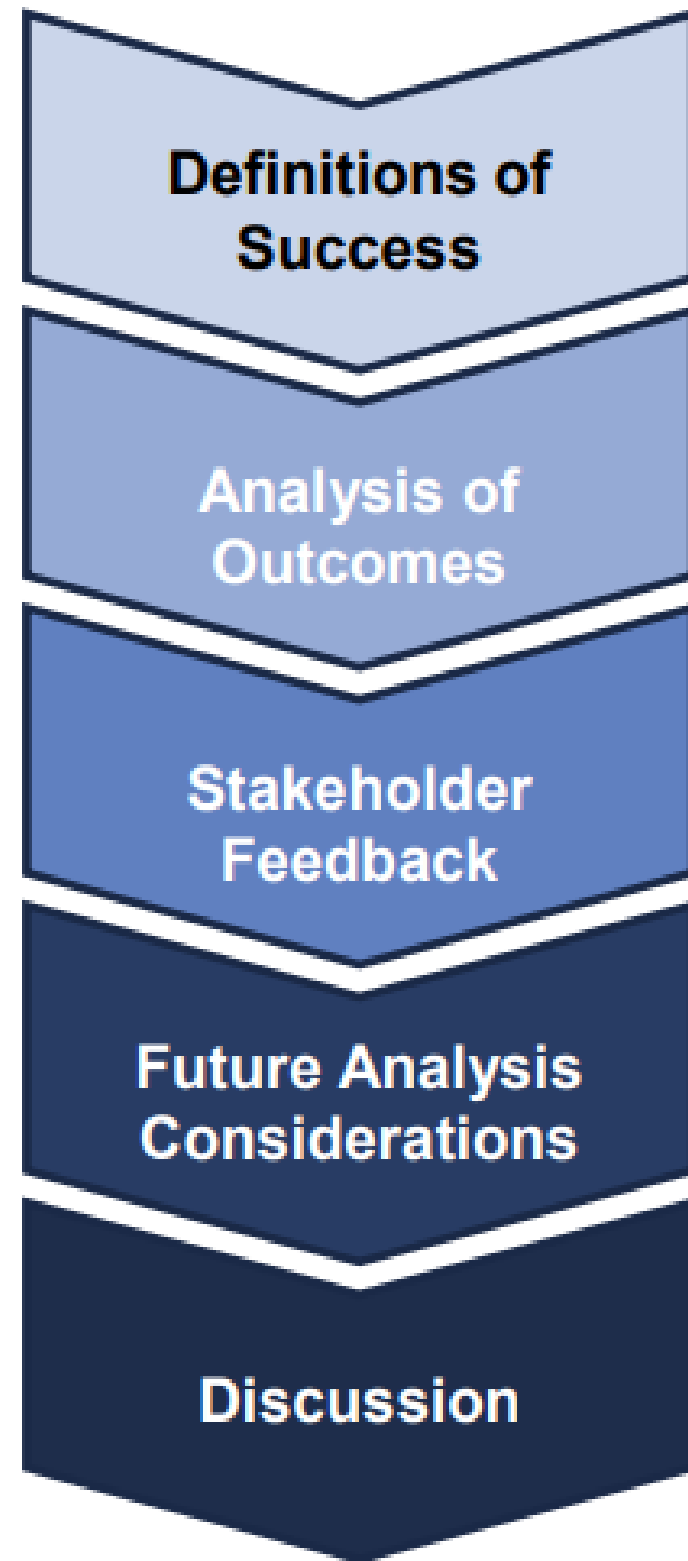 Definitions of
Success
Analysis of
Outcomes
Stakeholder
Feedback
Future Analysis
Considerations
Discussion